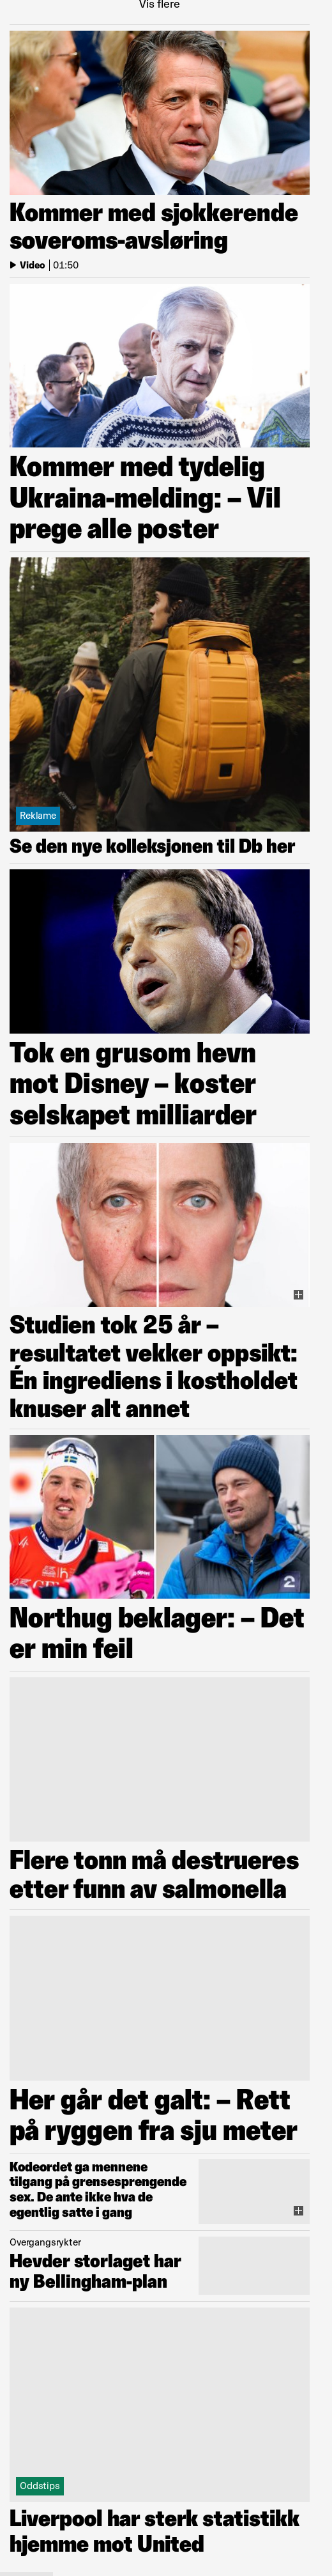 Vis flere
Kommer med sjokkerende
soveroms-avsløring
Video | 01:50
Kommer med tydelig
Ukraina-melding: – Vil
prege alle poster
Reklame
Se den nye kolleksjonen til Db her
Tok en grusom hevn
mot Disney – koster
selskapet milliarder
Studien tok 25 år –
resultatet vekker oppsikt:
Én ingrediens i kostholdet
knuser alt annet
2
Northug beklager: – Det
er min feil
Flere tonn må destrueres
etter funn av salmonella
Her går det galt: – Rett
på ryggen fra sju meter
Kodeordet ga mennene
tilgang på grensesprengende
sex. De ante ikke hva de
egentlig satte i gang
Overgangsrykter
Hevder storlaget har
ny Bellingham-plan
Oddstips
Liverpool har sterk statistikk
hjemme mot United